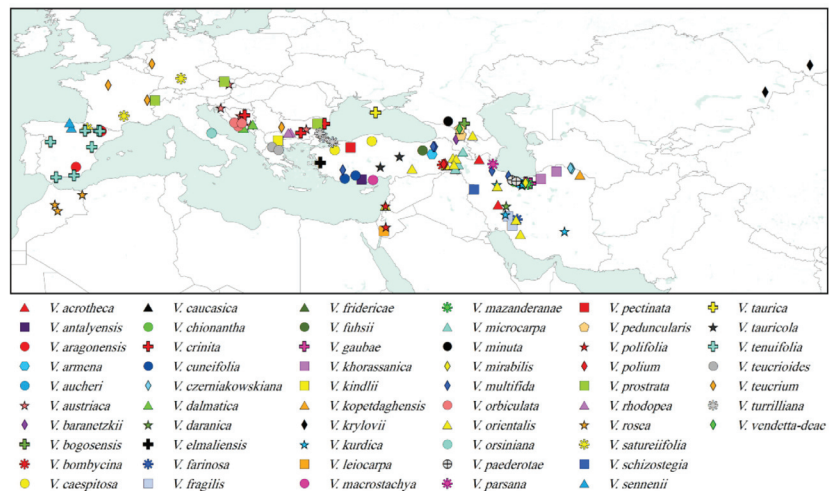 V. acrotheca
V. antalyensis
V. aragonensis
V. armena
V. aucheri
V. austriaca
V. baranetzkii
V. bogosensis
V. bombycina
V. caespitosa
V. caucasica
V. chionantha
V. crinita
V. cuneifolia
V. czerniakowskiana
V. dalmatica
V. daranica
V. elmaliensis
V. farinosa
V. fragilis
V. fridericae
V. fuhsii
V. gaubae
V. khorassanica
V. kindlii
V. kopetdaghensis
V. krylovii
V. kurdica
V. leiocarpa
V. macrostachya
V. mazanderanae
V. microcarpa
V. minuta
V. mirabilis
V. multifida
V. orbiculata
V. orientalis
V. orsiniana
V. paederotae
V. parsana
V. pectinata
V. peduncularis
V. polifolia
V. polium
V. prostrata
V. rhodopea
V. rosea
V. satureiifolia
V. schizostegia
V. sennenii
V. taurica
V. tauricola
V. tenuifolia
V. teucrioides
V. teucrium
V. turrilliana
V. vendetta-deae